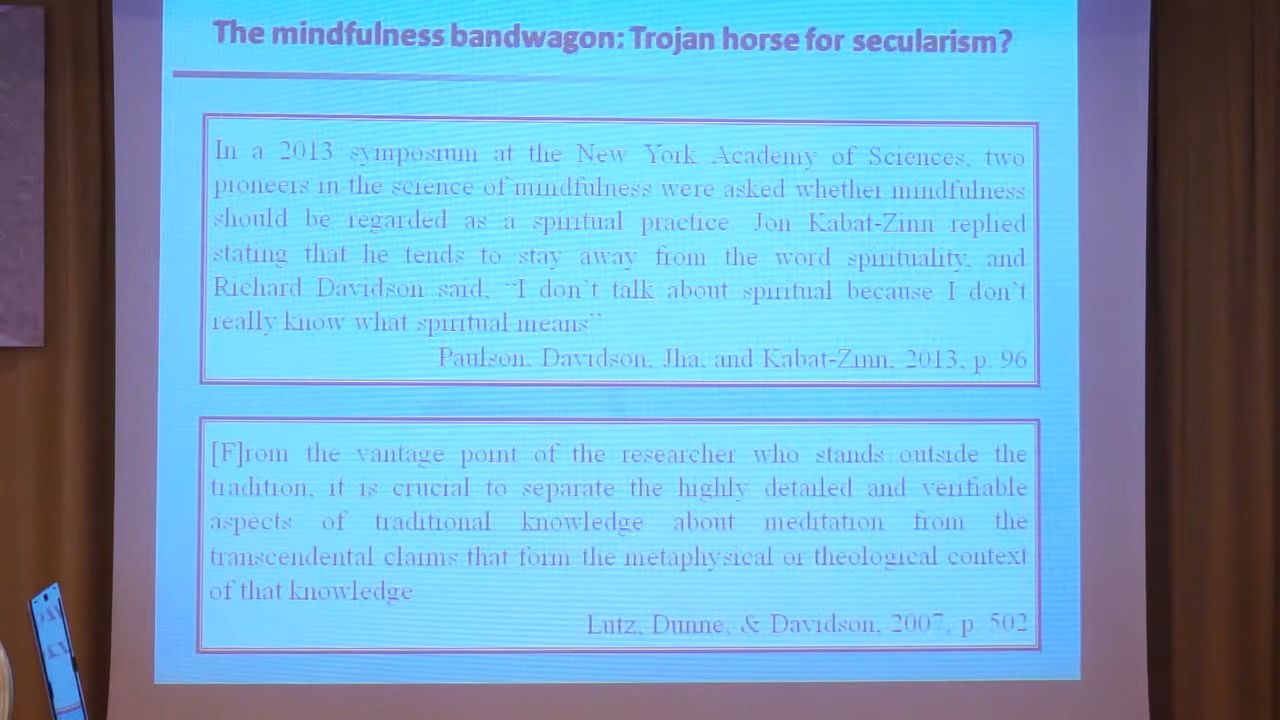 The mindfulness bandwagon: Trojan horse for secularism?
In a 2013 symposium at the New York Academy of Sciences, two
pioneers in the science of mindfulness were asked whether mindfulness
should be regarded as a spiritual practice. Jon Kabat-Zinn replied
stating that he tends to stay away from the word spirituality, and
Richard Davidson said, “I don’t talk about spiritual because I don’t
really know what spiritual means”
Paulson, Davidson, Jha, and Kabat-Zinn, 2013, p. 96
[F]rom the vantage point of the researcher who stands outside the
tradition, it is crucial to separate the highly detailed and verifiable
aspects of traditional knowledge about meditation from the
transcendental claims that form the metaphysical or theological context
of that knowledge
Lutz, Dunne, & Davidson, 2007, p. 502